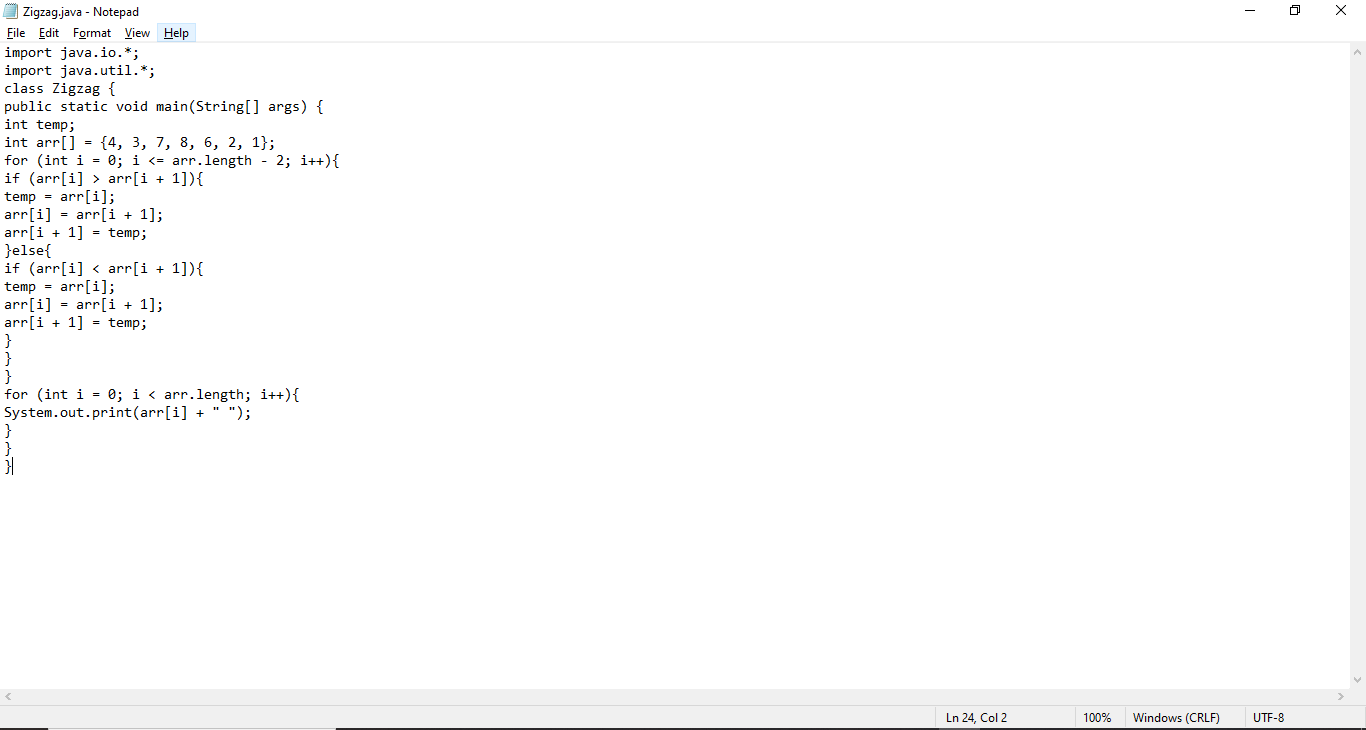 Zigzag.java - Notepad
File Edit Format View Help
import java.io.*;
import java.util.*;
class Zigzag {
public static void main(String[] args) {
int temp;
int arr[] = {4, 3, 7, 8, 6, 2, 1};
for (int i = 0; i <= arr.length - 2; i++){
if (arr[i] > arr[i + 1]){
temp = arr[i];
arr[i] = arr[i + 1];
arr[i + 1] = temp;
}else{
if (arr[i] < arr[i + 1]){
temp = arr[i];
arr[i] = arr[i + 1];
arr[i + 1] = temp;
}
}
}
for (int i = 0; i < arr.length; i++){
System.out.print(arr[i] + " ");
}
}
}
Ln 24, Col 2 100% Windows (CRLF) UTF-8